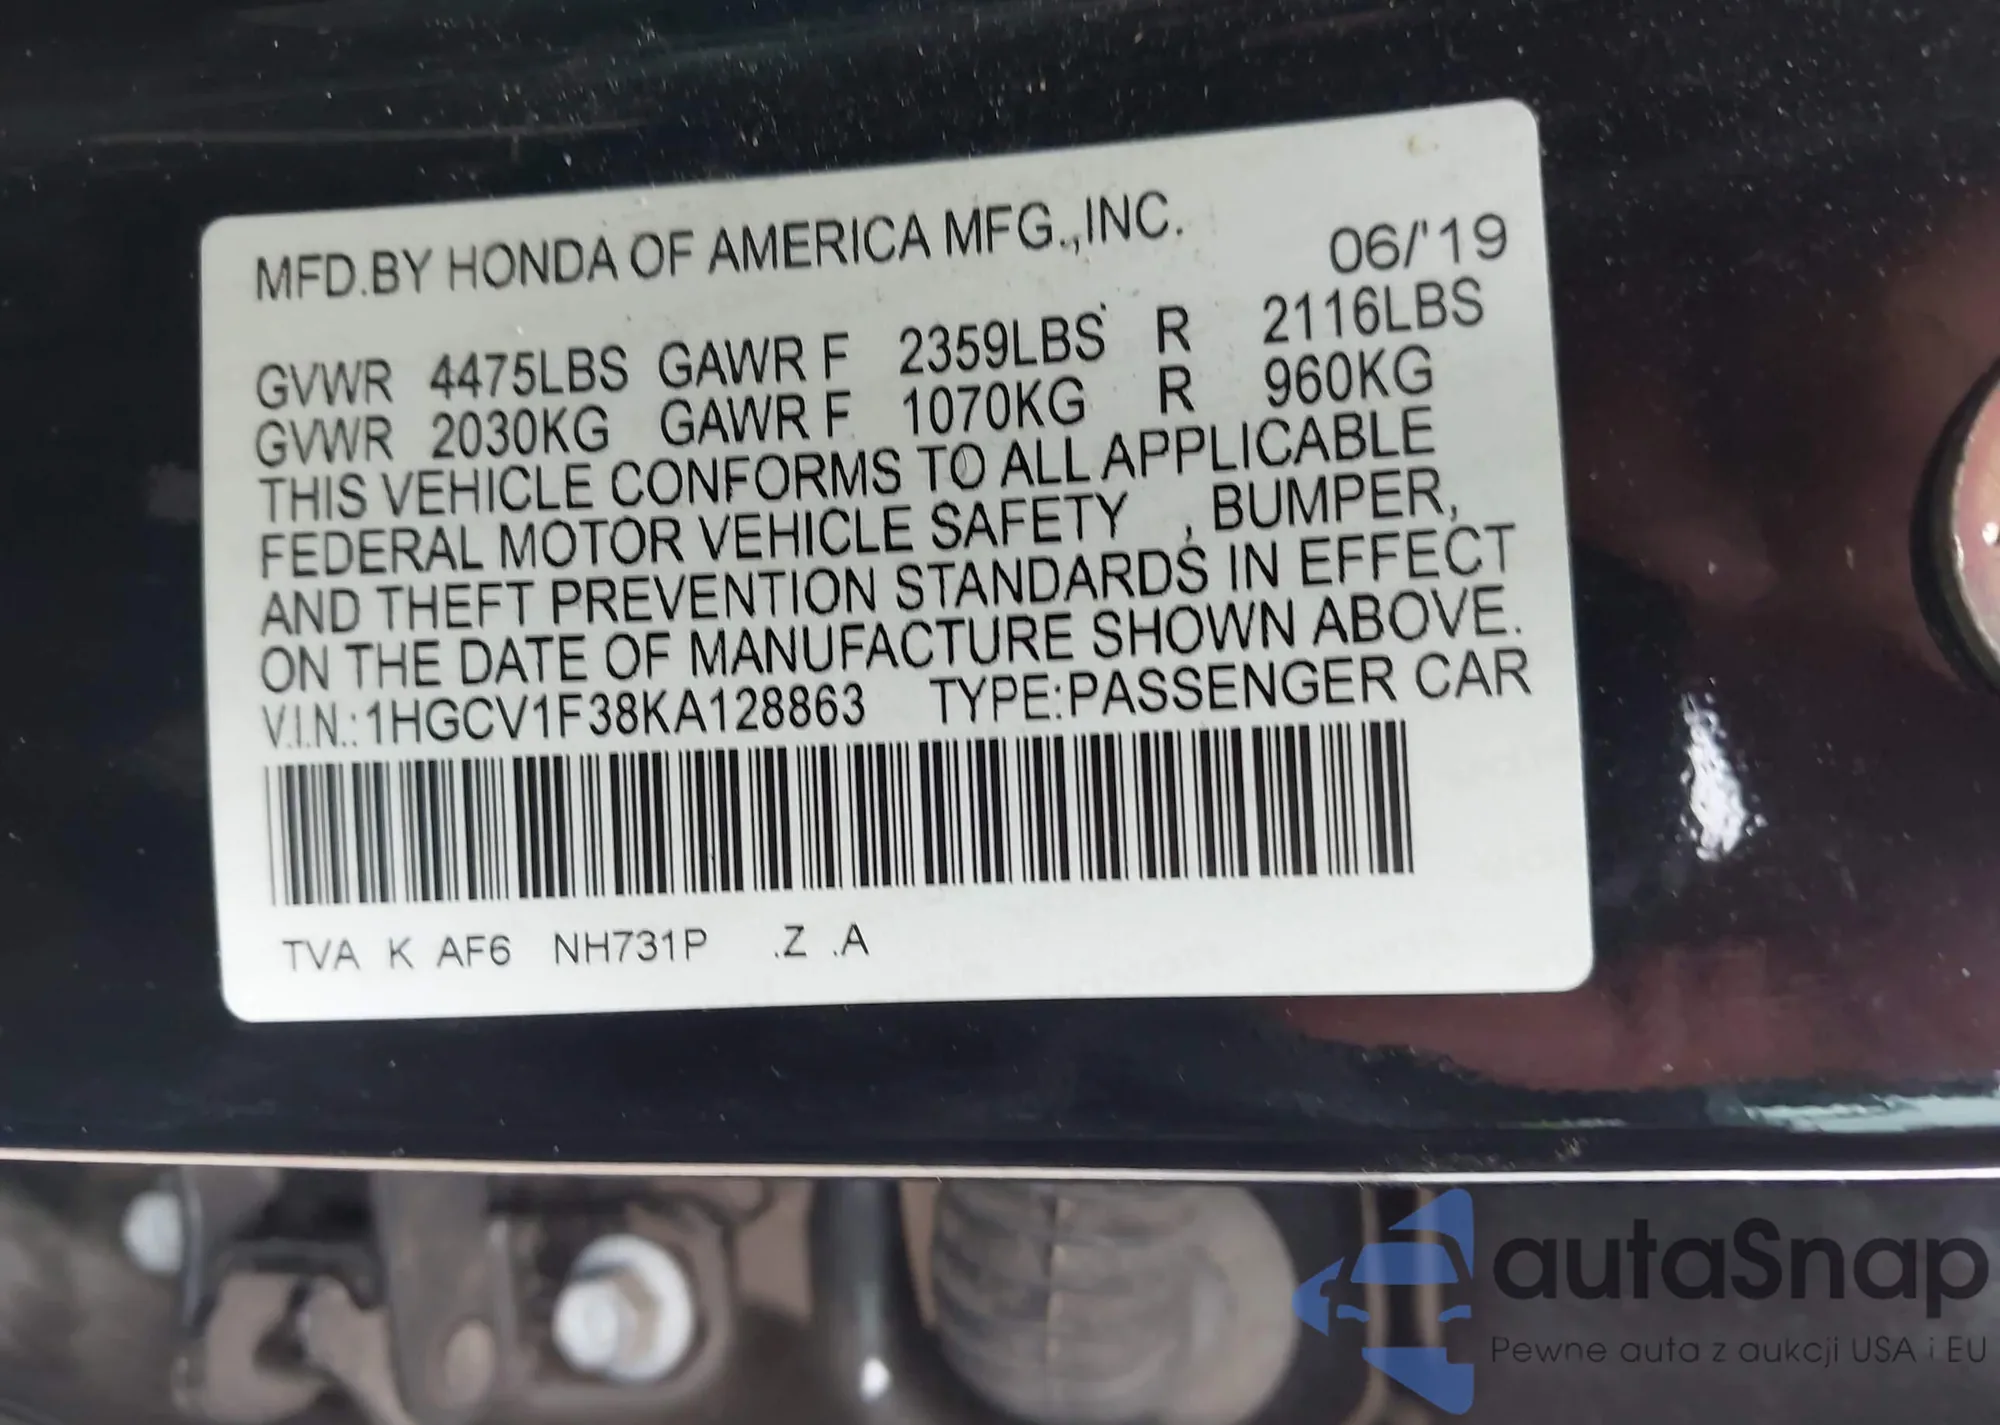 MFD.BY HONDA OF AMERICA MFG.,INC. 06/'19
GVWR 4475LBS GAWR F 2359LBS R 2116LBS
GVWR 2030KG GAWR F 1070KG R 960KG
THIS VEHICLE CONFORMS TO ALL APPLICABLE
FEDERAL MOTOR VEHICLE SAFETY , BUMPER,
AND THEFT PREVENTION STANDARDS IN EFFECT
ON THE DATE OF MANUFACTURE SHOWN ABOVE.
V.I.N.:1HGCV1F38KA128863 TYPE:PASSENGER CAR
TVA K AF6 NH731P .Z .A
autaSnap
Pewne auta z aukcji USA i EU